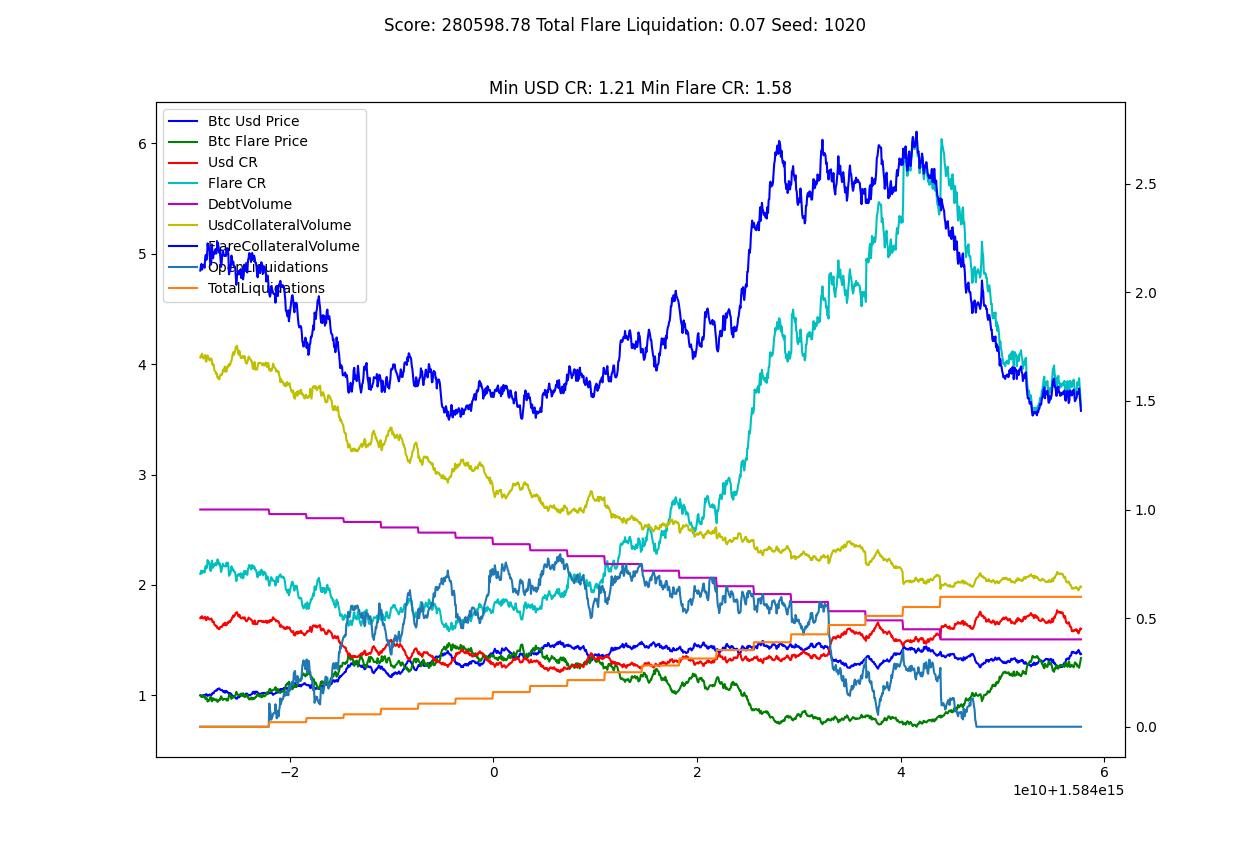 Score: 280598.78 Total Flare Liquidation: 0.07 Seed: 1020
Min USD CR: 1.21 Min Flare CR: 1.58
Btc Usd Price
Btc Flare Price
Usd CR
Flare CR
DebtVolume
UsdCollateralVolume
FlareCollateralVolume
OpenLiquidations
TotalLiquidations
6
5
4
3
2
1
2.5
2.0
1.5
1.0
0.5
0.0
−2 0 2 4 6
1e10+1.584e15